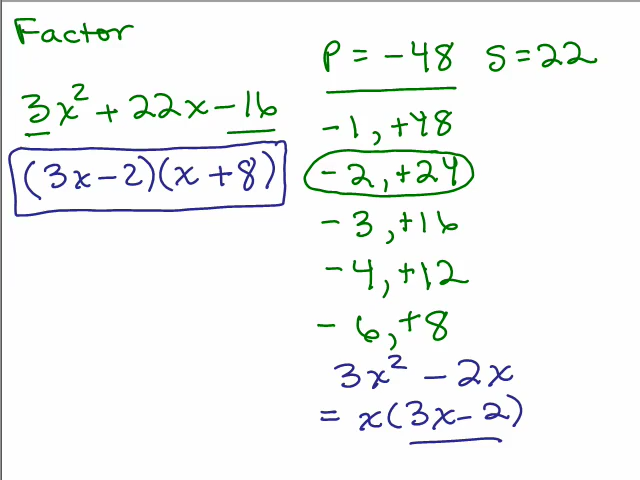 Factor
3x² + 22x - 16
(3x - 2)(x + 8)
P = -48 S = 22
-1, +48
-2, +24
-3, +16
-4, +12
-6, +8
3x² - 2x
= x(3x - 2)